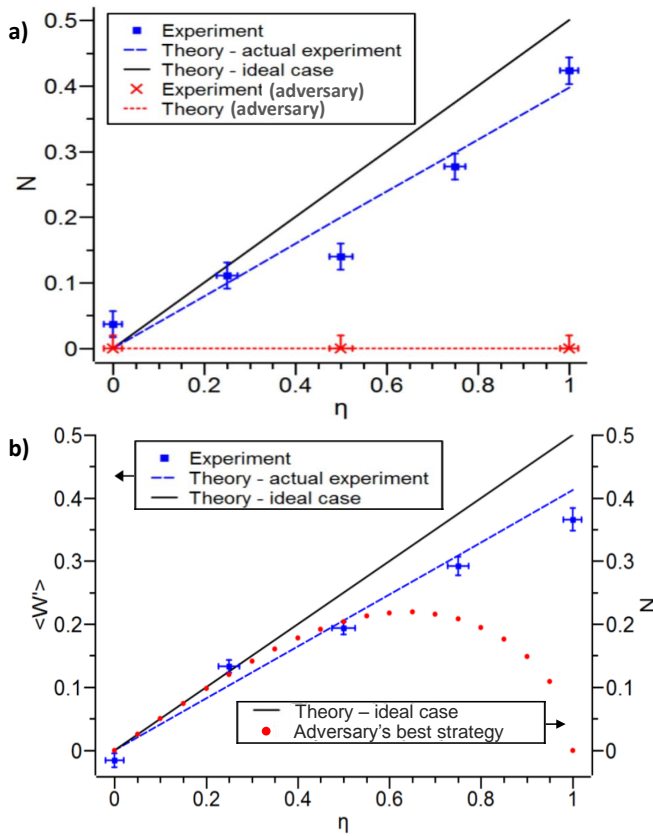 a)
Experiment
Theory - actual experiment
Theory - ideal case
Experiment (adversary)
Theory (adversary)
0.4
0.3
0.2
0.1
0
N
0 0.2 0.4 0.6 0.8 1
η
b)
0.5
0.4
0.3
0.2
0.1
0
<W'>
Experiment
Theory - actual experiment
Theory - ideal case
Theory – ideal case
Adversary's best strategy
0.5
0.4
0.3
0.2
0.1
0
N
0 0.2 0.4 0.6 0.8 1
η